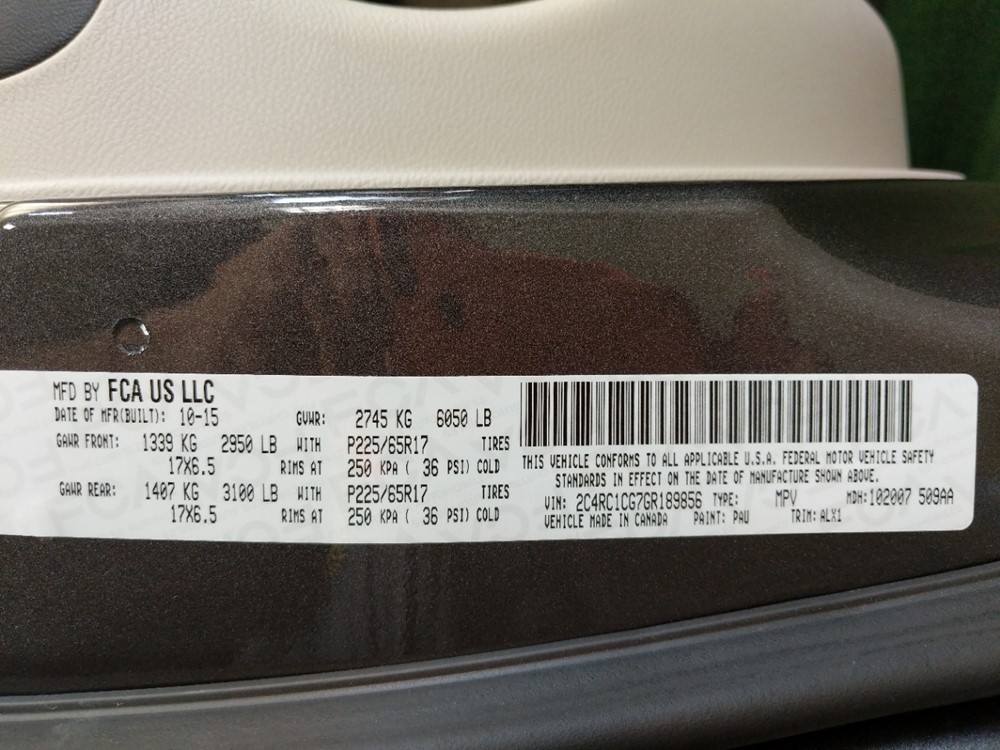 MFD BY FCA US LLC
DATE OF MFR(BUILT): 10-15 GVWR: 2745 KG 6050 LB
GAWR FRONT: 1339 KG 2950 LB WITH P225/65R17 TIRES
17X6.5 RIMS AT 250 KPA ( 36 PSI) COLD
GAWR REAR: 1407 KG 3100 LB WITH P225/65R17 TIRES
17X6.5 RIMS AT 250 KPA ( 36 PSI) COLD
THIS VEHICLE CONFORMS TO ALL APPLICABLE U.S.A. FEDERAL MOTOR VEHICLE SAFETY
STANDARDS IN EFFECT ON THE DATE OF MANUFACTURE SHOWN ABOVE.
VIN: 2C4RC1CG7GR189856 TYPE: MPV MDH:102007 509AA
VEHICLE MADE IN CANADA PAINT: PAU TRIM: ALX1